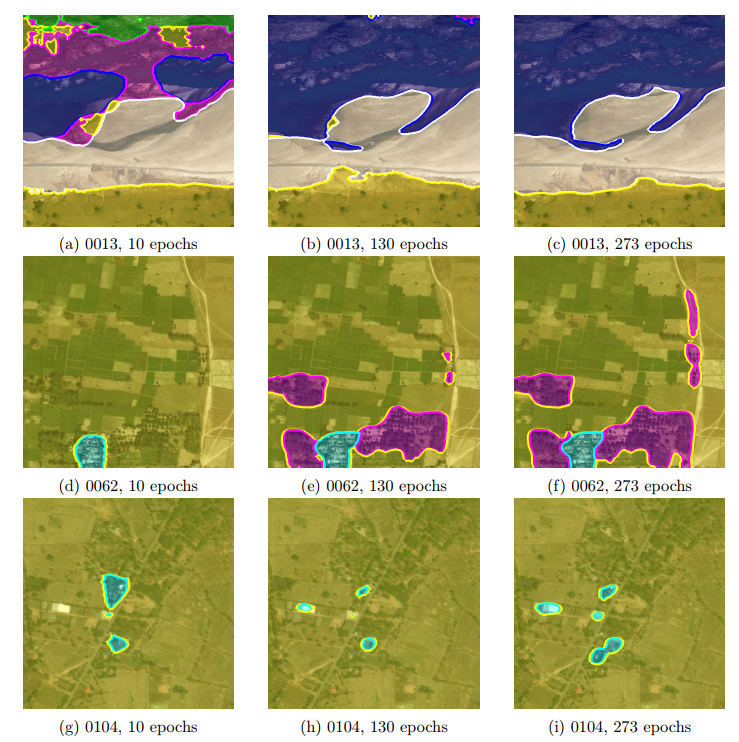 (a) 0013, 10 epochs
(b) 0013, 130 epochs
(c) 0013, 273 epochs
(d) 0062, 10 epochs
(e) 0062, 130 epochs
(f) 0062, 273 epochs
(g) 0104, 10 epochs
(h) 0104, 130 epochs
(i) 0104, 273 epochs